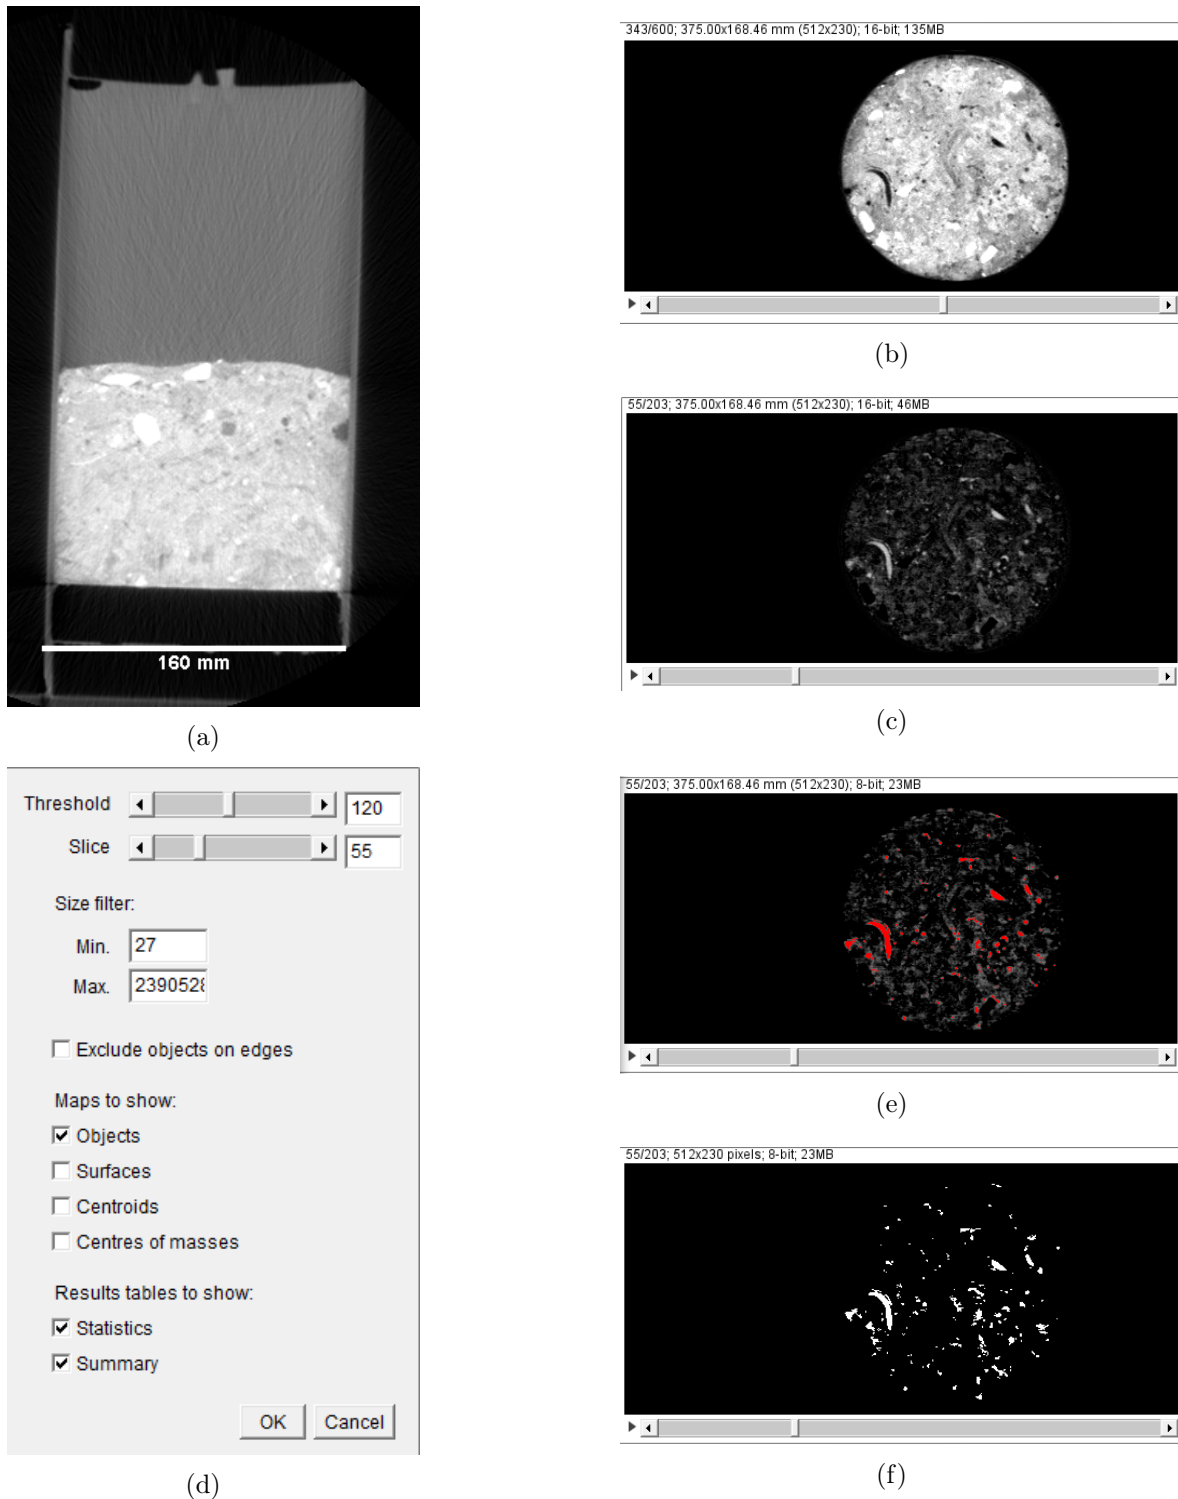 160 mm
(a)
343/600; 375.00x168.46 mm (512x230); 16-bit; 135MB
(b)
55/203; 375.00x168.46 mm (512x230); 16-bit; 46MB
(c)
Threshold 120
Slice 55
Size filter:
Min. 27
Max. 2390528
Exclude objects on edges
Maps to show:
Objects
Surfaces
Centroids
Centres of masses
Results tables to show:
Statistics
Summary
OK Cancel
(d)
55/203; 375.00x168.46 mm (512x230); 8-bit; 23MB
(e)
55/203; 512x230 pixels; 8-bit; 23MB
(f)